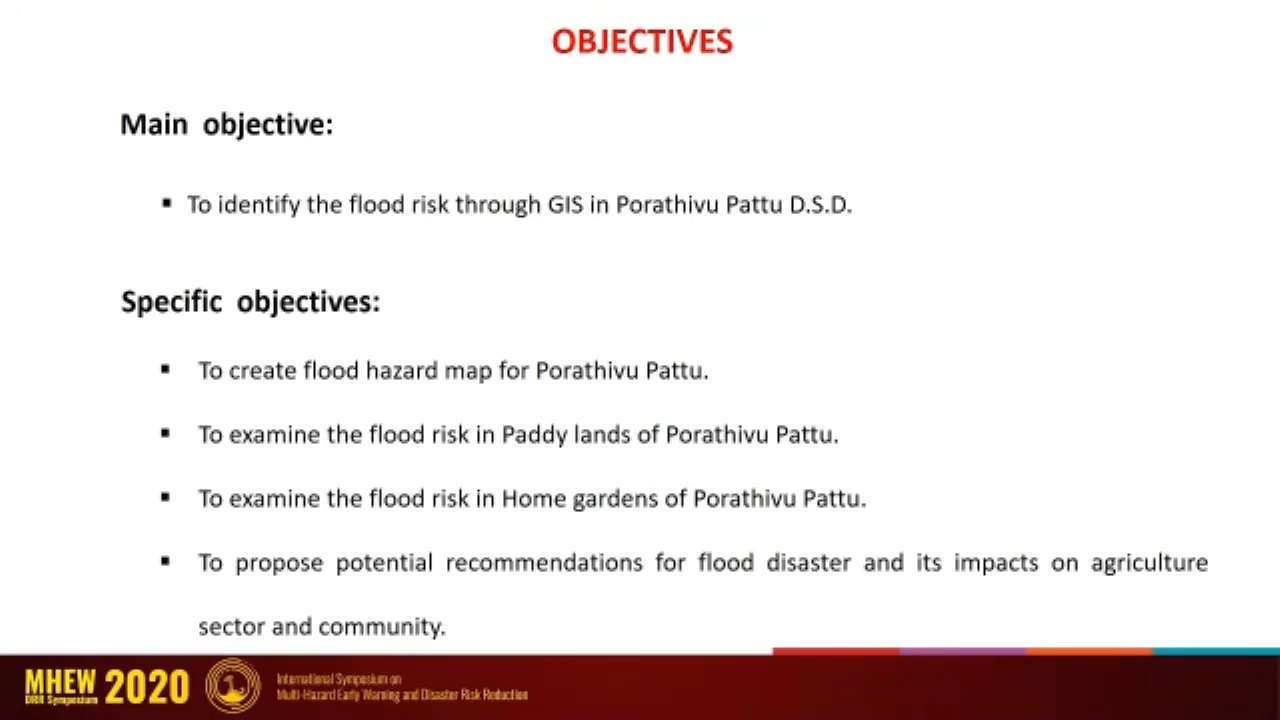 OBJECTIVES
Main objective:
▪ To identify the flood risk through GIS in Porathivu Pattu D.S.D.
Specific objectives:
▪ To create flood hazard map for Porathivu Pattu.
▪ To examine the flood risk in Paddy lands of Porathivu Pattu.
▪ To examine the flood risk in Home gardens of Porathivu Pattu.
▪ To propose potential recommendations for flood disaster and its impacts on agriculture
sector and community.
MHEW
DRR Symposium
2020
International Symposium on
Multi-Hazard Early Warning and Disaster Risk Reduction